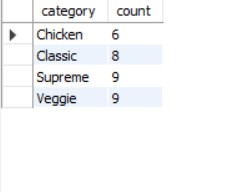 category count
Chicken 6
Classic 8
Supreme 9
Veggie 9